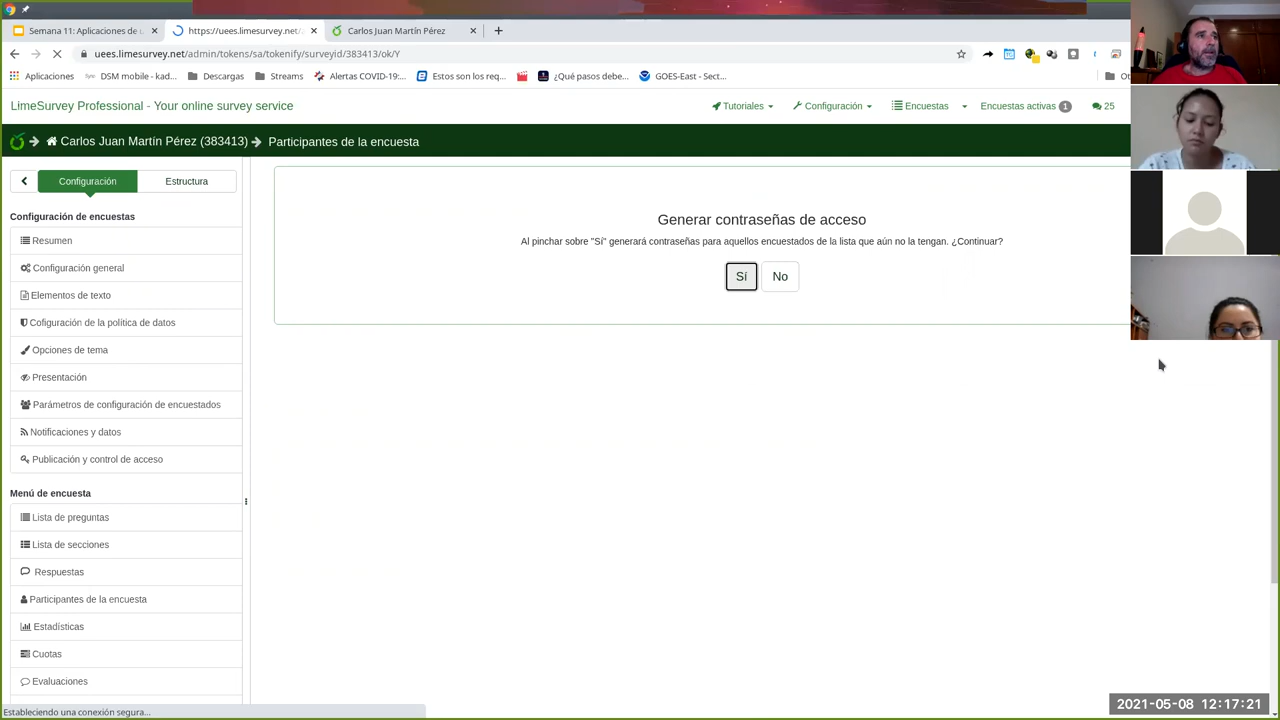 Semana 11: Aplicaciones de u
https://uees.limesurvey.net/
Carlos Juan Martín Pérez
uees.limesurvey.net/admin/tokens/sa/tokenify/surveyid/383413/ok/Y
Aplicaciones
DSM mobile - kad...
Descargas
Streams
Alertas COVID-19:...
Estos son los req...
¿Qué pasos debe...
GOES-East - Sect...
LimeSurvey Professional - Your online survey service
Tutoriales
Configuración
Encuestas
Encuestas activas 1
25
Carlos Juan Martín Pérez (383413)
Participantes de la encuesta
Configuración
Estructura
Configuración de encuestas
Resumen
Configuración general
Elementos de texto
Cofiguración de la política de datos
Opciones de tema
Presentación
Parámetros de configuración de encuestados
Notificaciones y datos
Publicación y control de acceso
Menú de encuesta
Lista de preguntas
Lista de secciones
Respuestas
Participantes de la encuesta
Estadísticas
Cuotas
Evaluaciones
Generar contraseñas de acceso
Al pinchar sobre "Sí" generará contraseñas para aquellos encuestados de la lista que aún no la tengan. ¿Continuar?
Sí
No
Estableciendo una conexión segura...
2021-05-08 12:17:21